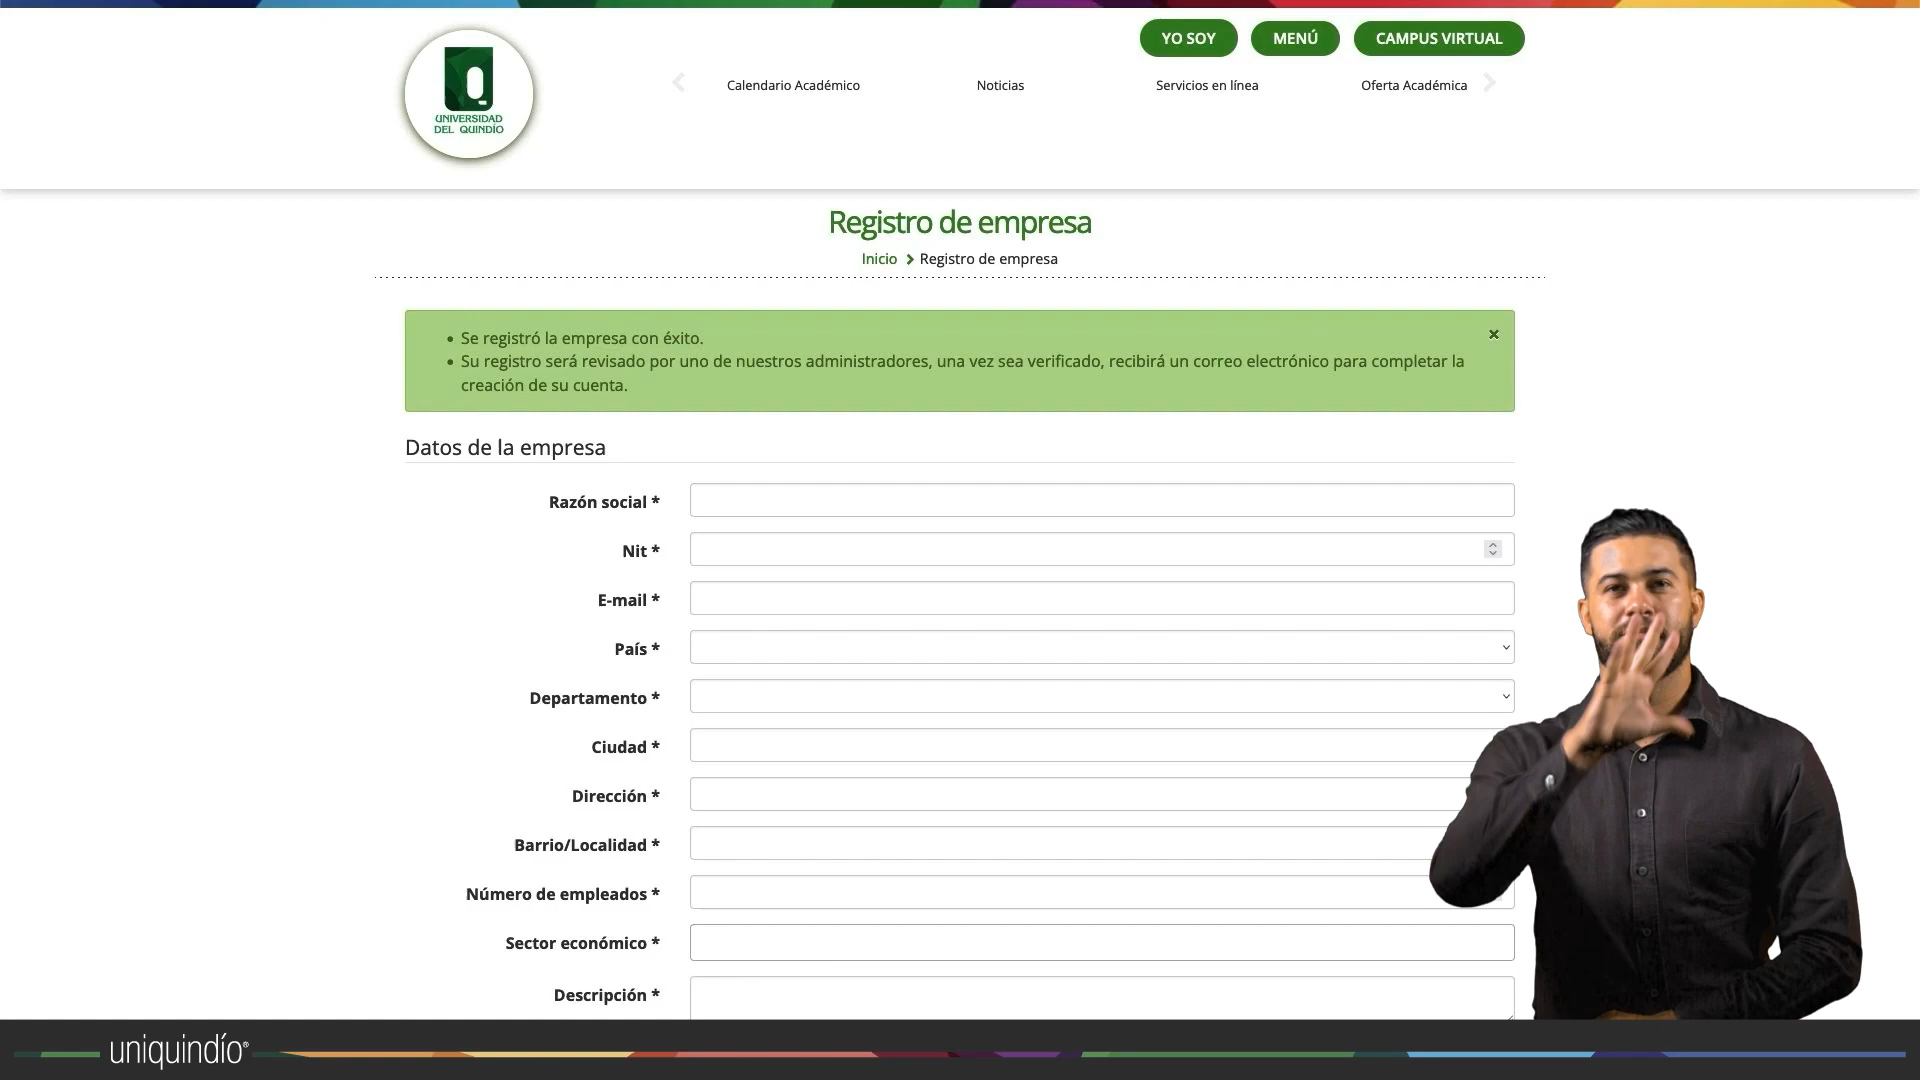 YO SOY
MENÚ
CAMPUS VIRTUAL
Calendario Académico
Noticias
Servicios en línea
Oferta Académica
UNIVERSIDAD
DEL QUINDÍO
Registro de empresa
Inicio > Registro de empresa
• Se registró la empresa con éxito.
• Su registro será revisado por uno de nuestros administradores, una vez sea verificado, recibirá un correo electrónico para completar la
creación de su cuenta.
Datos de la empresa
Razón social *
Nit *
E-mail *
País *
Departamento *
Ciudad *
Dirección *
Barrio/Localidad *
Número de empleados *
Sector económico *
Descripción *
uniquindío®